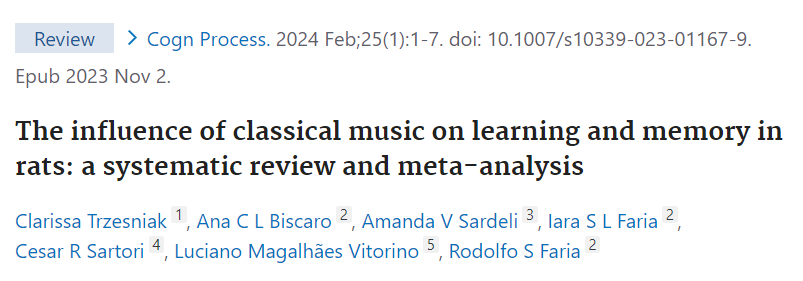 Review > Cogn Process. 2024 Feb;25(1):1-7. doi: 10.1007/s10339-023-01167-9.
Epub 2023 Nov 2.
The influence of classical music on learning and memory in
rats: a systematic review and meta-analysis
Clarissa Trzesniak 1, Ana C L Biscaro 2, Amanda V Sardeli 3, Iara S L Faria 2,
Cesar R Sartori 4, Luciano Magalhães Vitorino 5, Rodolfo S Faria 2